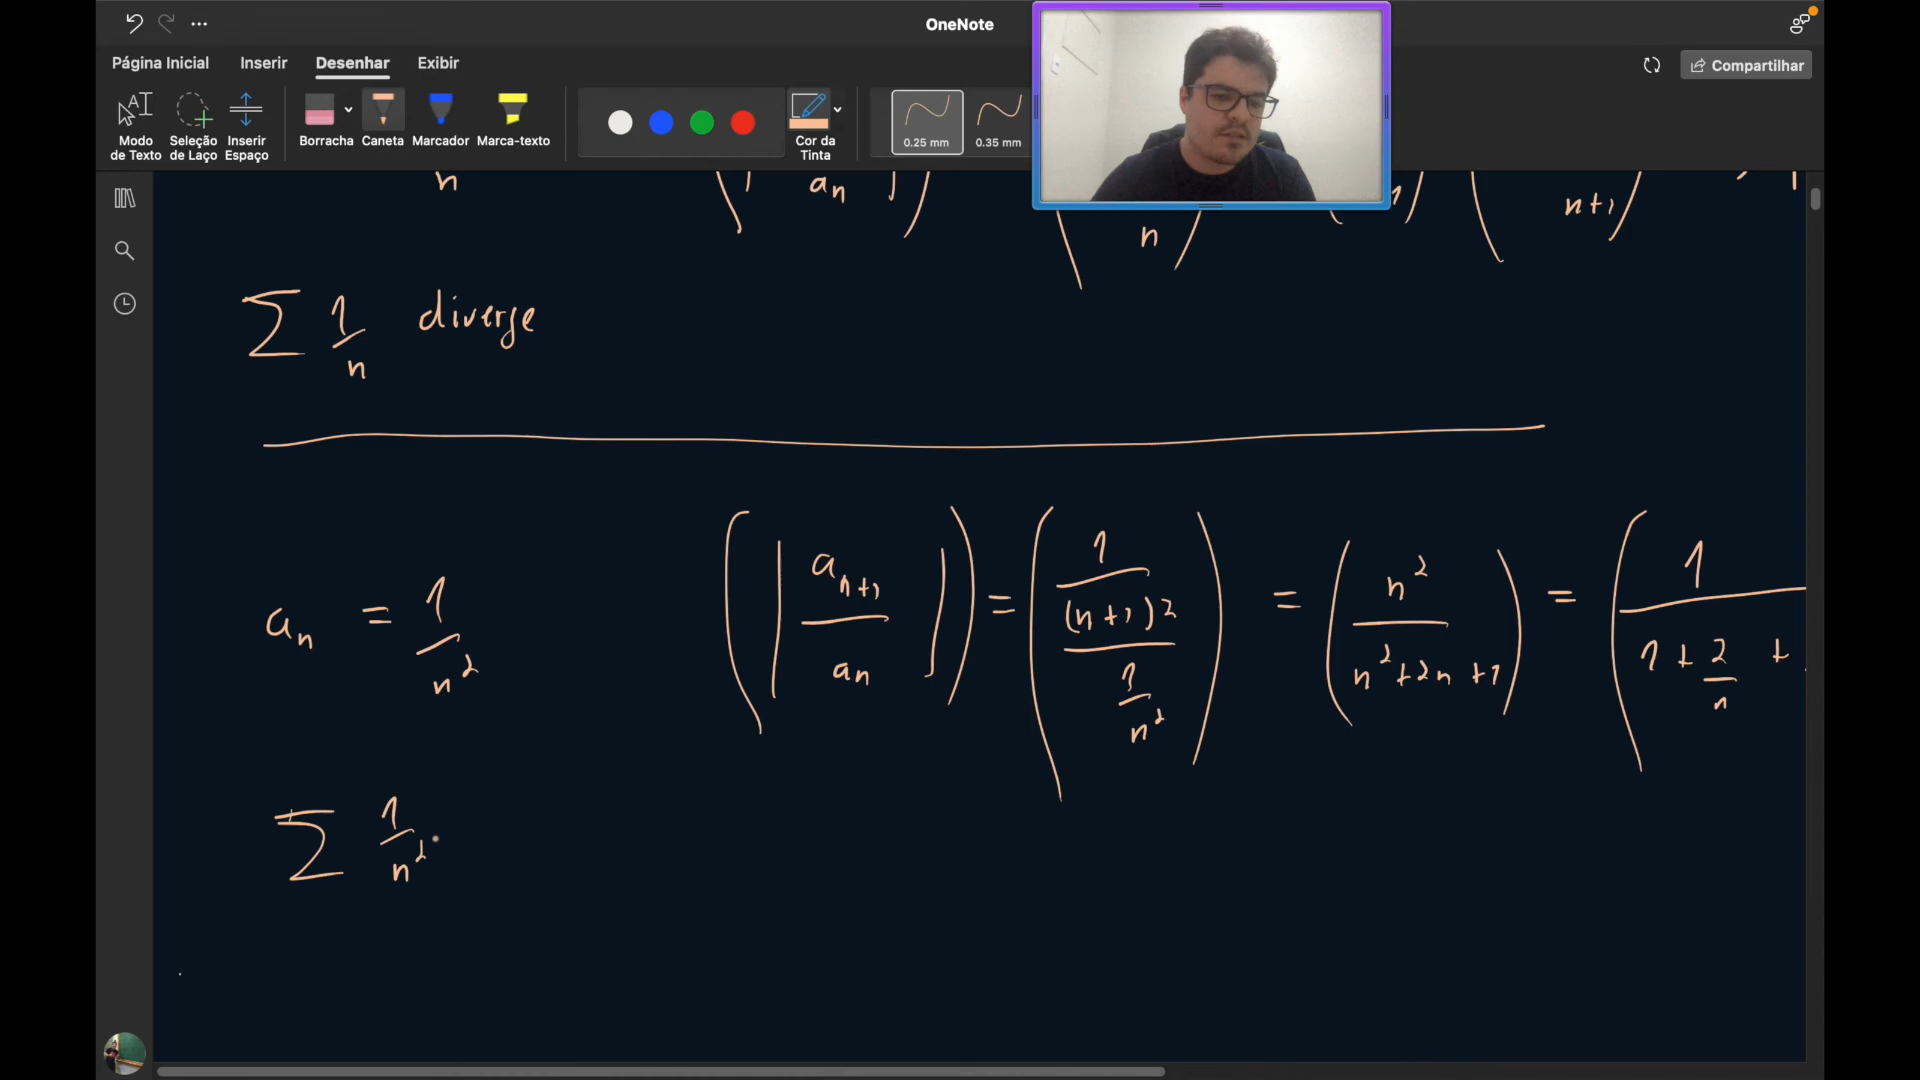 OneNote
Página Inicial Inserir Desenhar Exibir
Compartilhar
Modo de Texto
Seleção de Laço
Inserir Espaço
Borracha
Caneta
Marcador
Marca-texto
Cor da Tinta
0.25 mm
0.35 mm
n
a_n
n
n+1
∑ 1/n diverge
a_n = 1/n²
(|a_{n+1}/a_n|) = ((1/(n+1)²)/(1/n²)) = (n²/(n²+2n+1)) = (1/(1+2/n+
∑ 1/n²